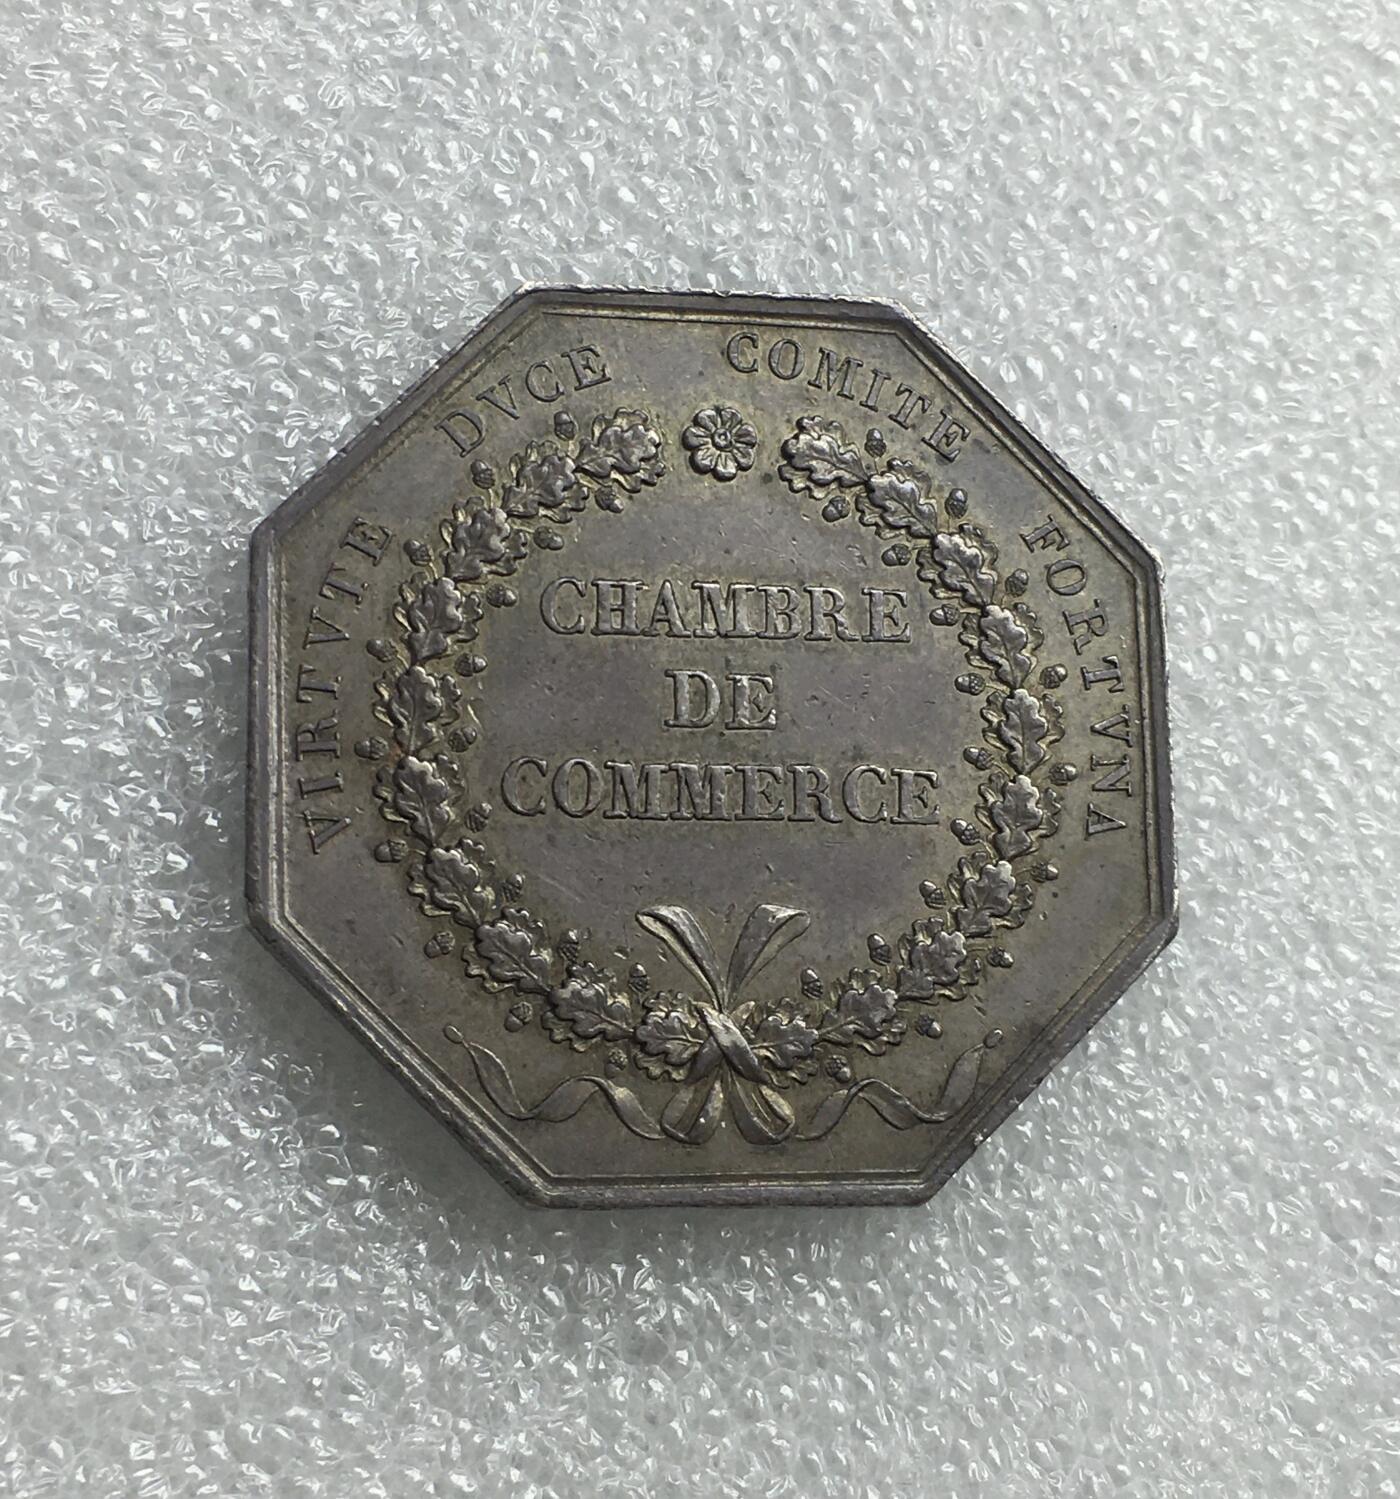 VIRTVTE DVCE COMITE FORTVNA
CHAMBRE
DE
COMMERCE